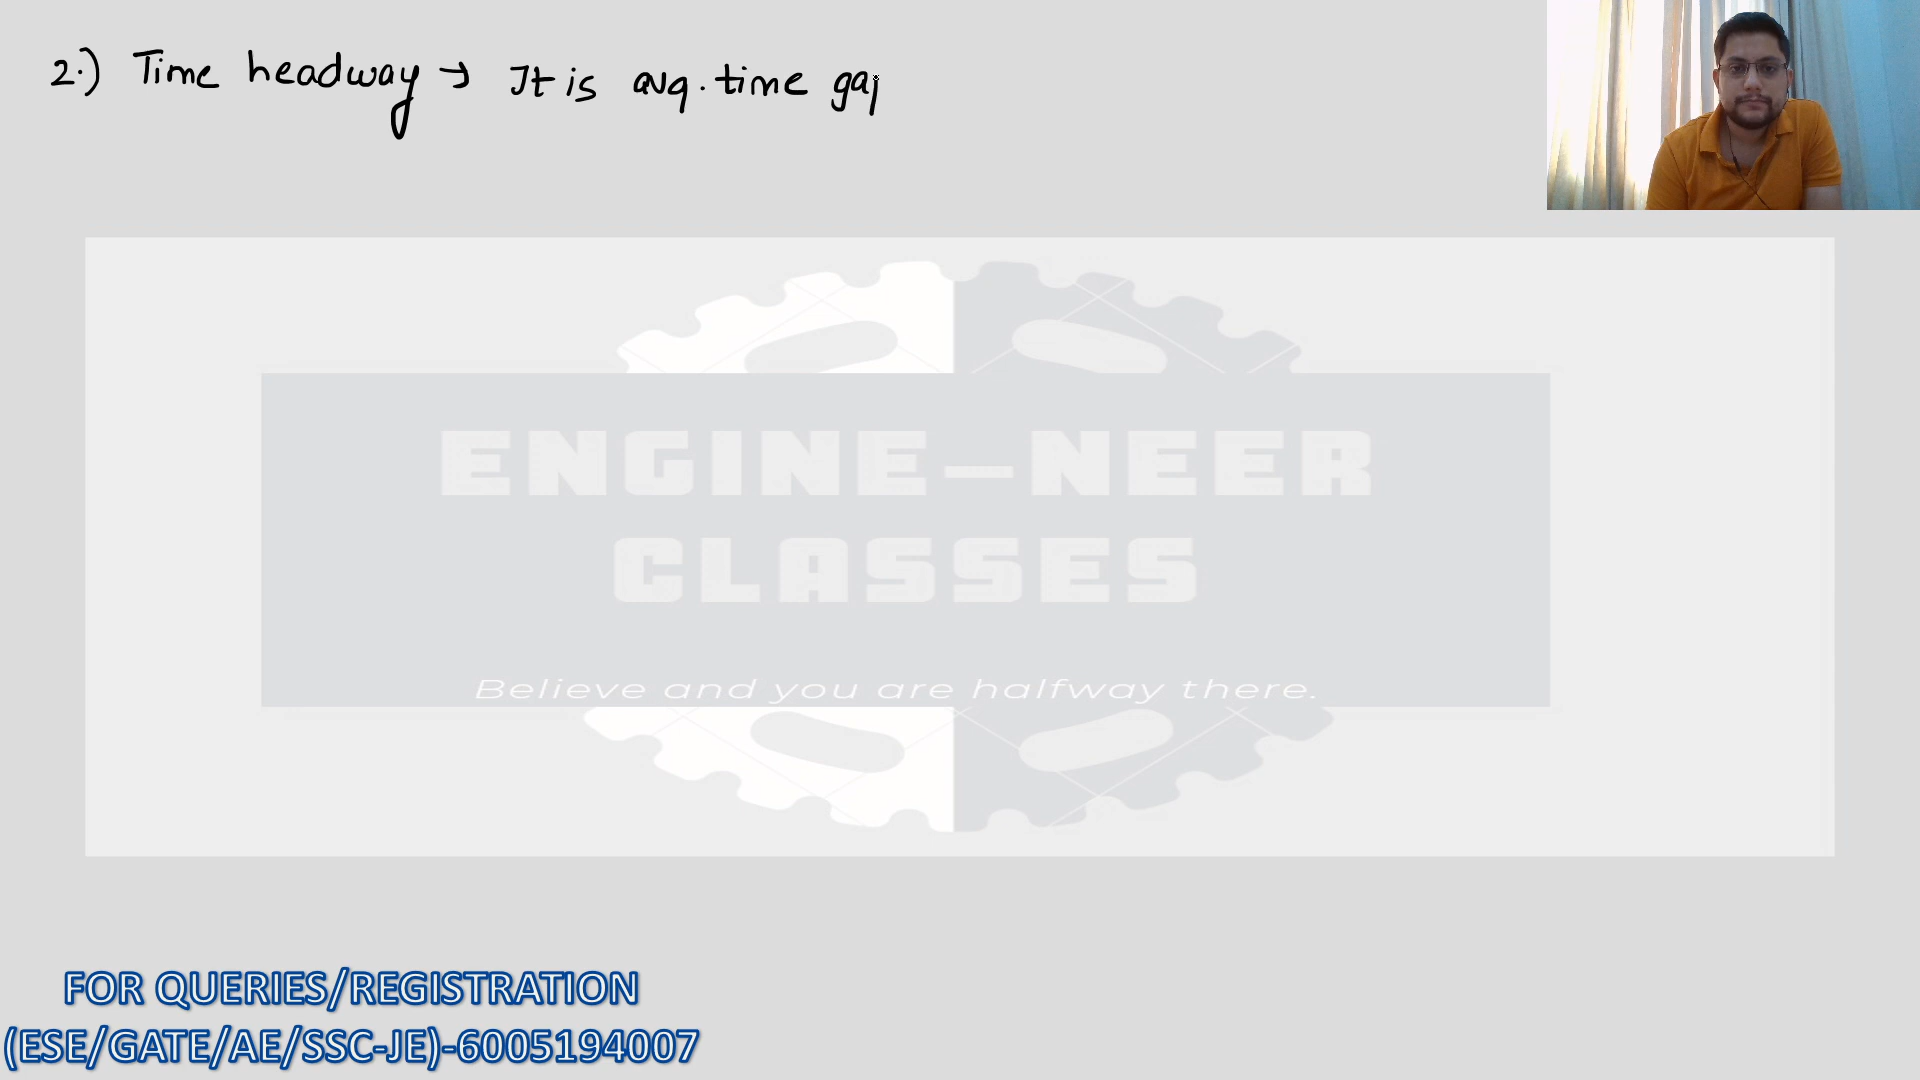 2.) Time headway → It is avg. time gap
ENGINE–NEER
CLASSES
Believe and you are halfway there.
FOR QUERIES/REGISTRATION
(ESE/GATE/AE/SSC-JE)-6005194007